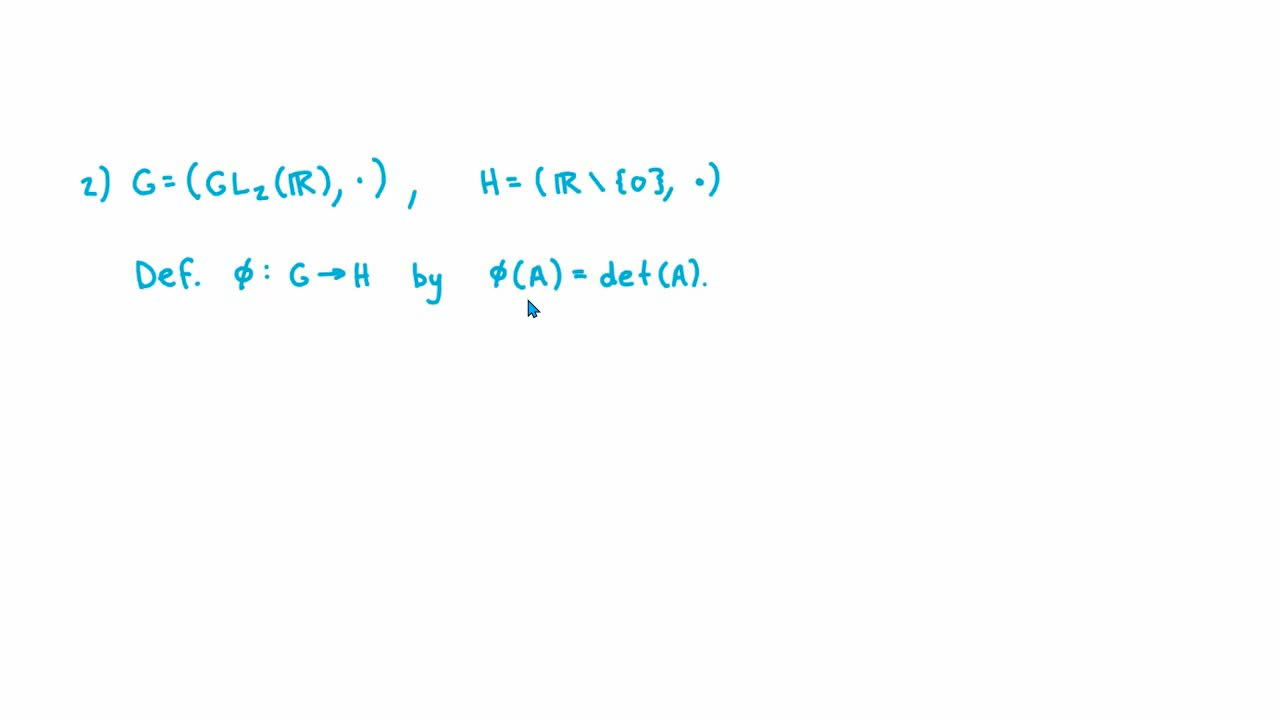 2) G = (GL₂(ℝ), ·) , H = (ℝ \ {0}, ·)
Def. ϕ : G → H by ϕ(A) = det(A).